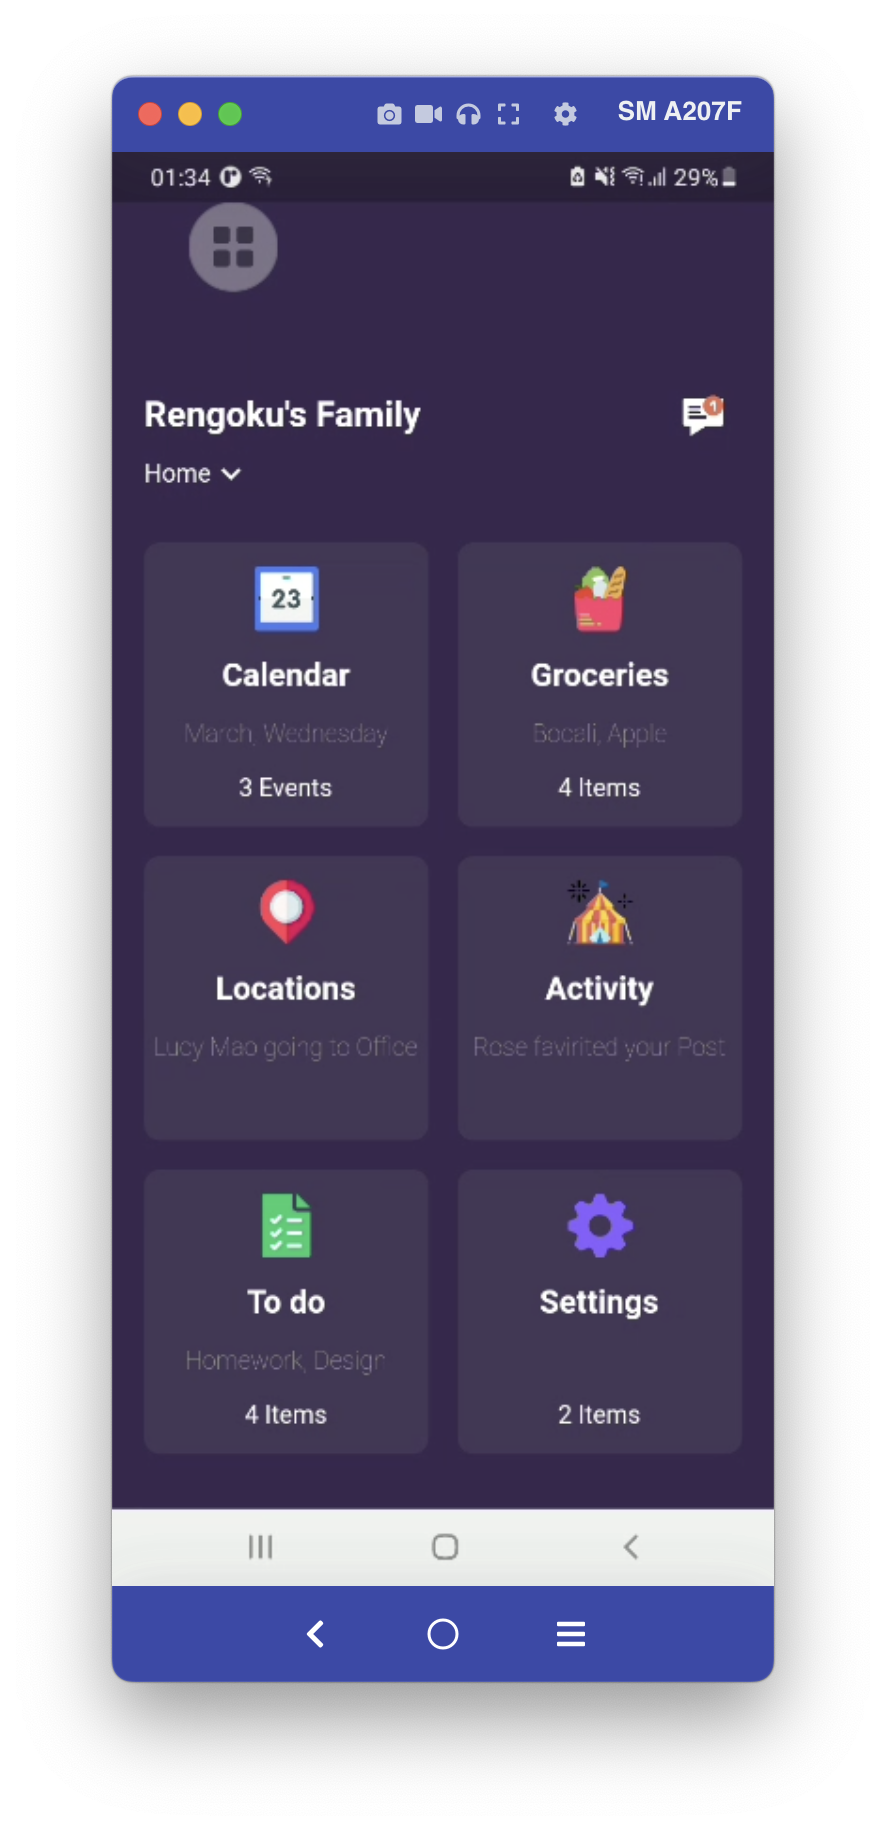 SM A207F
01:34
29%
Rengoku's Family
1
Home
23
Calendar
March, Wednesday
3 Events
Groceries
Bocali, Apple
4 Items
Locations
Lucy Mao going to Office
Activity
Rose favirited your Post
To do
Homework, Design
4 Items
Settings
2 Items